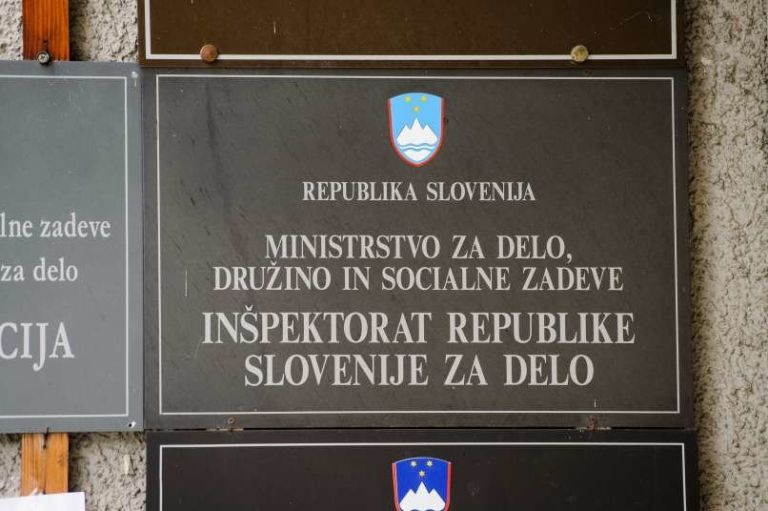 lne zadeve
za delo
CIJA
REPUBLIKA SLOVENIJA
MINISTRSTVO ZA DELO,
DRUŽINO IN SOCIALNE ZADEVE
INŠPEKTORAT REPUBLIKE
SLOVENIJE ZA DELO